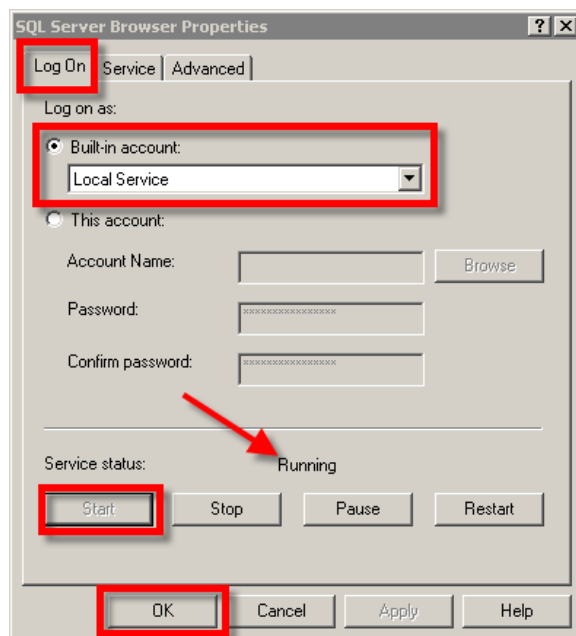 SQL Server Browser Properties ? X
Log On Service Advanced
Log on as:
Built-in account:
Local Service
This account:
Account Name:
Browse
Password:
****************
Confirm password:
****************
Service status: Running
Start Stop Pause Restart
OK Cancel Apply Help